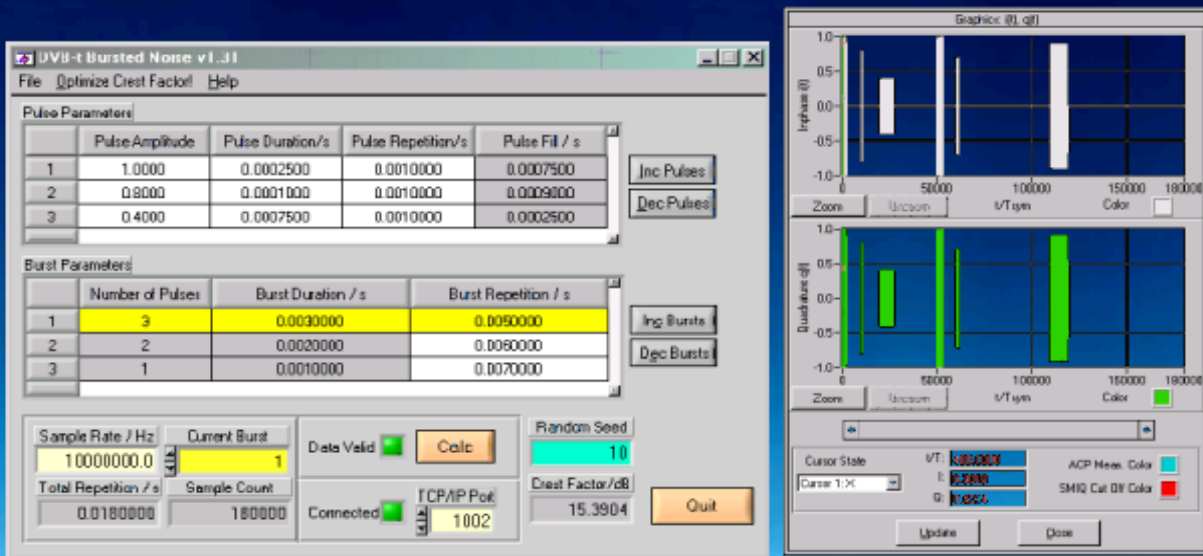 DVB-t Bursted Noise v1.31
File Optimize Crest Factor! Help
Pulse Parameters
Pulse Amplitude Pulse Duration/s Pulse Repetition/s Pulse Fill / s
1 1.0000 0.0002500 0.0010000 0.0007500
2 0.8000 0.0001000 0.0010000 0.0009000
3 0.4000 0.0007500 0.0010000 0.0002500
Inc Pulses
Dec Pulses
Burst Parameters
Number of Pulses Burst Duration / s Burst Repetition / s
1 3 0.0030000 0.0050000
2 2 0.0020000 0.0060000
3 1 0.0010000 0.0070000
Inc Bursts
Dec Bursts
Sample Rate / Hz Current Burst
10000000.0 1
Total Repetition / s Sample Count
0.0180000 180000
Data Valid Calc
Connected TCP/IP Port
1002
Random Seed
10
Crest Factor/dB
15.3904
Quit
Graphics: i(t), q(t)
Inphase i(t)
1.0
0.5
0.0
-0.5
-1.0
0 50000 100000 150000 180000
Zoom Unzoom t/Tsym Color
Quadrature q(t)
1.0
0.5
0.0
-0.5
-1.0
0 50000 100000 150000 180000
Zoom Unzoom t/Tsym Color
Cursor State
Cursor 1: X
t/T:
I:
Q:
ACP Meas. Color
SMIQ Cut Off Color
Update Close